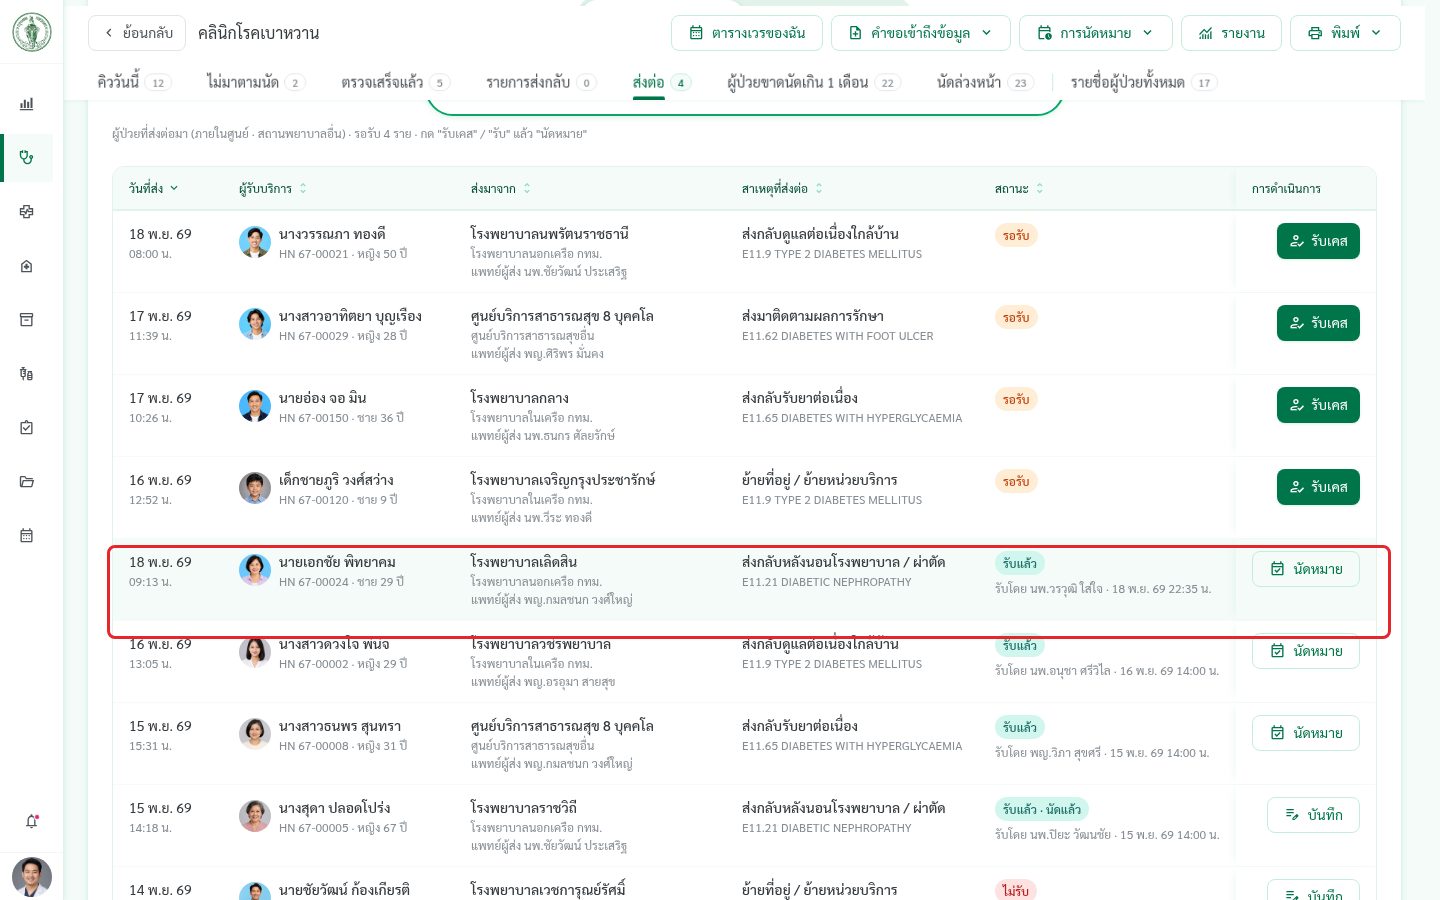 ย้อนกลับ
คลินิกโรคเบาหวาน
ตารางเวรของฉัน
คำขอเข้าถึงข้อมูล
การนัดหมาย
รายงาน
พิมพ์
คิววันนี้ 12
ไม่มาตามนัด 2
ตรวจเสร็จแล้ว 5
รายการส่งกลับ 0
ส่งต่อ 4
ผู้ป่วยขาดนัดเกิน 1 เดือน 22
นัดล่วงหน้า 23
รายชื่อผู้ป่วยทั้งหมด 17
ผู้ป่วยที่ส่งต่อมา (ภายในศูนย์ · สถานพยาบาลอื่น) · รอรับ 4 ราย · กด "รับเคส" / "รับ" แล้ว "นัดหมาย"
วันที่ส่ง ผู้รับบริการ ส่งมาจาก สาเหตุที่ส่งต่อ สถานะ การดำเนินการ
18 พ.ย. 69 นางวรรณภา ทองดี โรงพยาบาลนพรัตนราชธานี ส่งกลับดูแลต่อเนื่องใกล้บ้าน รอรับ รับเคส
08:00 น. HN 67-00021 · หญิง 50 ปี โรงพยาบาลนอกเครือ กทม. E11.9 TYPE 2 DIABETES MELLITUS
แพทย์ผู้ส่ง นพ.ชัยวัฒน์ ประเสริฐ
17 พ.ย. 69 นางสาวอาทิตยา บุญเรือง ศูนย์บริการสาธารณสุข 8 บุคคโล ส่งมาติดตามผลการรักษา รอรับ รับเคส
11:39 น. HN 67-00029 · หญิง 28 ปี ศูนย์บริการสาธารณสุขอื่น E11.62 DIABETES WITH FOOT ULCER
แพทย์ผู้ส่ง พญ.ศิริพร มั่นคง
17 พ.ย. 69 นายอ่อง จอ มิน โรงพยาบาลกลาง ส่งกลับรับยาต่อเนื่อง รอรับ รับเคส
10:26 น. HN 67-00150 · ชาย 36 ปี โรงพยาบาลในเครือ กทม. E11.65 DIABETES WITH HYPERGLYCAEMIA
แพทย์ผู้ส่ง นพ.ธนกร ศัลยรักษ์
16 พ.ย. 69 เด็กชายภูริ วงศ์สว่าง โรงพยาบาลเจริญกรุงประชารักษ์ ย้ายที่อยู่ / ย้ายหน่วยบริการ รอรับ รับเคส
12:52 น. HN 67-00120 · ชาย 9 ปี โรงพยาบาลในเครือ กทม. E11.9 TYPE 2 DIABETES MELLITUS
แพทย์ผู้ส่ง นพ.วีระ ทองดี
18 พ.ย. 69 นายเอกชัย พิทยาคม โรงพยาบาลเลิดสิน ส่งกลับหลังนอนโรงพยาบาล / ผ่าตัด รับแล้ว นัดหมาย
09:13 น. HN 67-00024 · ชาย 29 ปี โรงพยาบาลนอกเครือ กทม. E11.21 DIABETIC NEPHROPATHY รับโดย นพ.วรวุฒิ ใส่ใจ · 18 พ.ย. 69 22:35 น.
แพทย์ผู้ส่ง พญ.กมลชนก วงศ์ใหญ่
16 พ.ย. 69 นางสาวดวงใจ พินิจ โรงพยาบาลวชิรพยาบาล ส่งกลับดูแลต่อเนื่องใกล้บ้าน รับแล้ว นัดหมาย
13:05 น. HN 67-00002 · หญิง 29 ปี โรงพยาบาลในเครือ กทม. E11.9 TYPE 2 DIABETES MELLITUS รับโดย นพ.อนุชา ศรีวิไล · 16 พ.ย. 69 14:00 น.
แพทย์ผู้ส่ง พญ.อรอุมา สายสุข
15 พ.ย. 69 นางสาวธนพร สุนทรา ศูนย์บริการสาธารณสุข 8 บุคคโล ส่งกลับรับยาต่อเนื่อง รับแล้ว นัดหมาย
15:31 น. HN 67-00008 · หญิง 31 ปี ศูนย์บริการสาธารณสุขอื่น E11.65 DIABETES WITH HYPERGLYCAEMIA รับโดย พญ.วิภา สุขศรี · 15 พ.ย. 69 14:00 น.
แพทย์ผู้ส่ง พญ.กมลชนก วงศ์ใหญ่
15 พ.ย. 69 นางสุดา ปลอดโปร่ง โรงพยาบาลราชวิถี ส่งกลับหลังนอนโรงพยาบาล / ผ่าตัด รับแล้ว · นัดแล้ว บันทึก
14:18 น. HN 67-00005 · หญิง 67 ปี โรงพยาบาลนอกเครือ กทม. E11.21 DIABETIC NEPHROPATHY รับโดย นพ.ปิยะ วัฒนชัย · 15 พ.ย. 69 14:00 น.
แพทย์ผู้ส่ง นพ.ชัยวัฒน์ ประเสริฐ
14 พ.ย. 69 นายชัยวัฒน์ ก้องเกียรติ โรงพยาบาลเวชการุณย์รัศมิ์ ย้ายที่อยู่ / ย้ายหน่วยบริการ ไม่รับ บันทึก